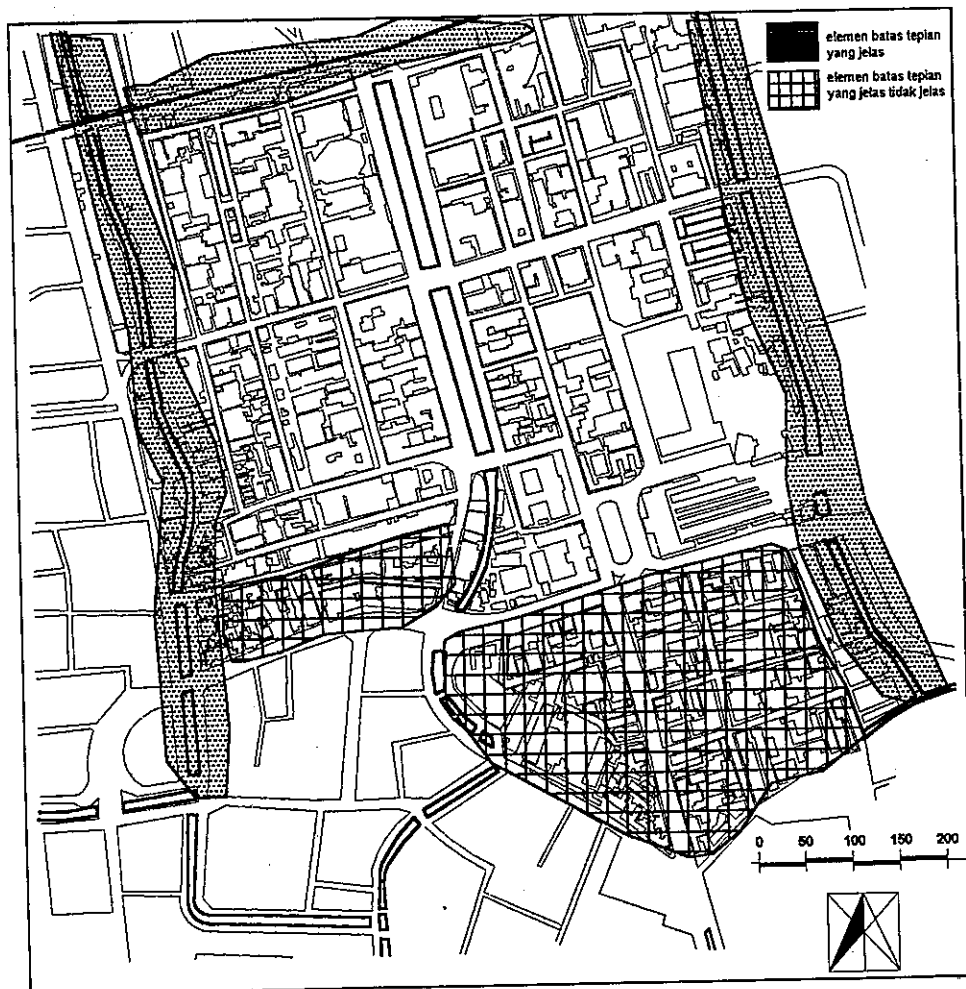 elemen batas tepian
yang jelas
elemen batas tepian
yang jelas tidak jelas
0 50 100 150 200